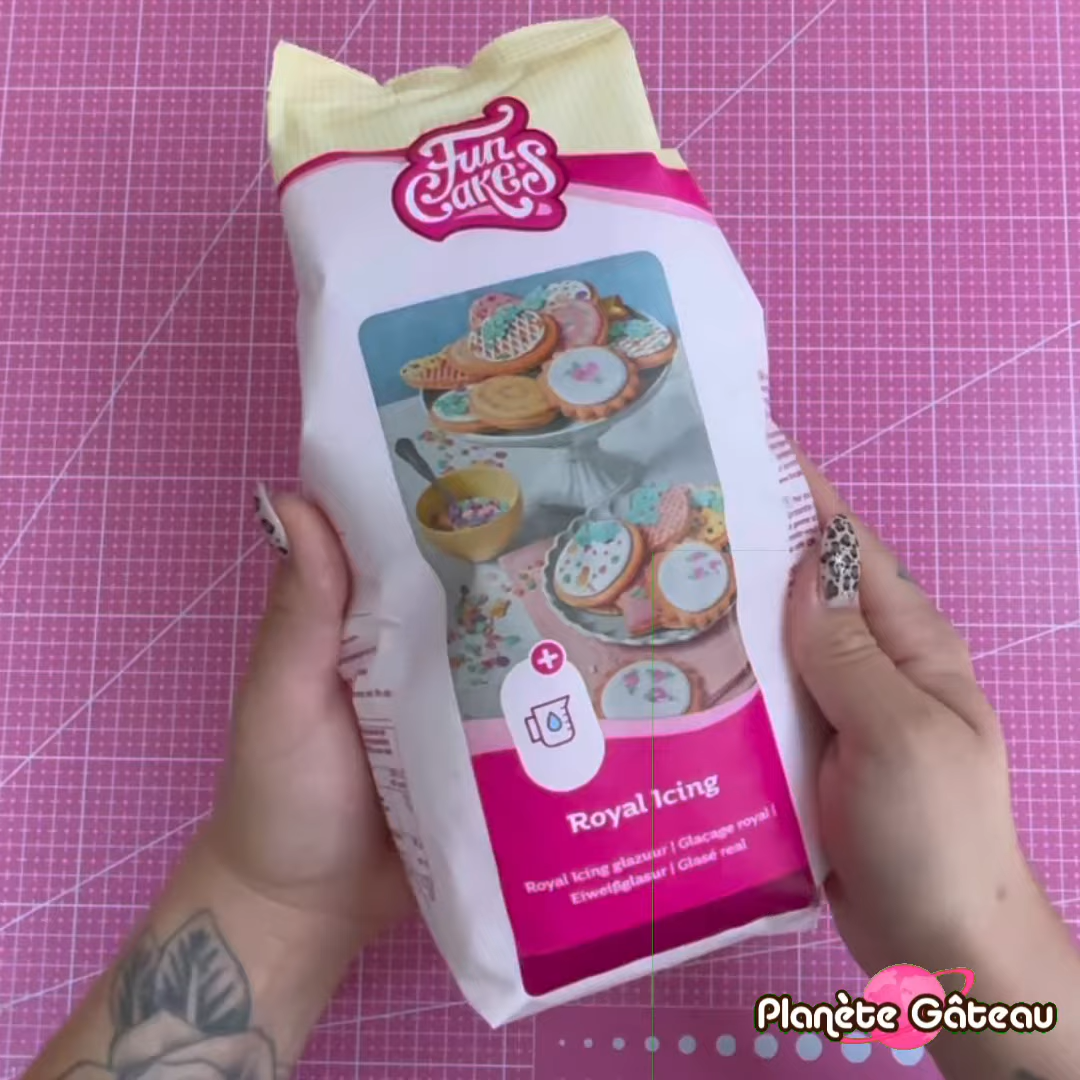 Fun
Cakes
Royal Icing
Royal Icing glazuur | Glaçage royal |
Eiweißglasur | Glasé real
Planète Gâteau